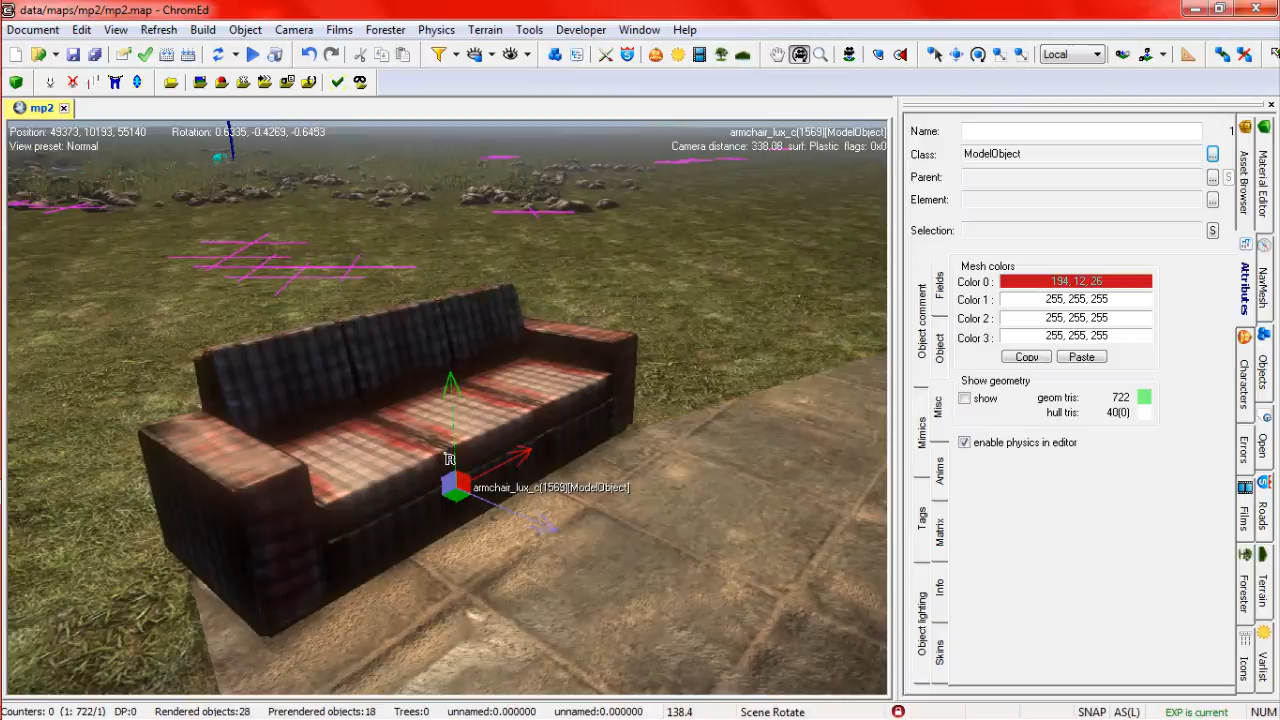 data/maps/mp2/mp2.map - ChromEd
Document Edit View Refresh Build Object Camera Films Forester Physics Terrain Tools Developer Window Help
Local
mp2
Position: 49373, 10193, 55140
View preset: Normal
armchair_lux_c(1569)[ModelObject]
Camera distance: 338.08 surf: Plastic flags: 0x0
armchair_lux_c(1569)[ModelObject]
Name:
1
Class: ModelObject
Parent:
S
Element:
Selection:
S
Object comment
Mimics
Tags
Object lighting
Fields
Object
Misc
Anims
Matrix
Info
Skins
Mesh colors
Color 0 : 194, 12, 26
Color 1 : 255, 255, 255
Color 2 : 255, 255, 255
Color 3 : 255, 255, 255
Copy Paste
Show geometry
show
geom tris: 722
hull tris: 40[0]
enable physics in editor
Asset Browser
Attributes
Characters
Errors
Films
Forester
Icons
Material Editor
NavMesh
Objects
Open
Roads
Terrain
Varlist
Counters: 0 (1: 722/1) DP:0 Rendered objects:28 Prerendered objects:18 Trees:0 unnamed:0.000000 unnamed:0.000000 138.4 Scene Rotate SNAP AS(L) EXP is current NUM